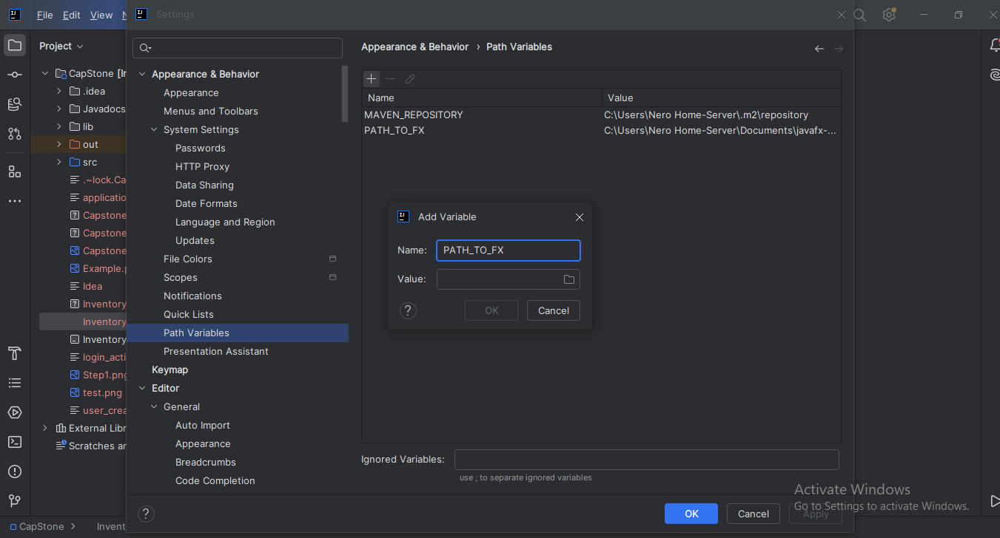 File Edit View N
Settings
Project
Appearance & Behavior › Path Variables
CapStone [In
.idea
Javadocs
lib
out
src
.~lock.Ca
applicatio
Capstone
Capstone
Capstone
Example.p
Idea
Inventory
Inventory
Inventory
login_acti
Step1.png
test.png
user_crea
External Libr
Scratches an
Appearance & Behavior
Appearance
Menus and Toolbars
System Settings
Passwords
HTTP Proxy
Data Sharing
Date Formats
Language and Region
Updates
File Colors
Scopes
Notifications
Quick Lists
Path Variables
Presentation Assistant
Keymap
Editor
General
Auto Import
Appearance
Breadcrumbs
Code Completion
Name Value
MAVEN_REPOSITORY C:\Users\Nero Home-Server\.m2\repository
PATH_TO_FX C:\Users\Nero Home-Server\Documents\javafx-...
Add Variable
Name: PATH_TO_FX
Value:
? OK Cancel
Ignored Variables:
use ; to separate ignored variables
Activate Windows
Go to Settings to activate Windows.
? OK Cancel Apply
CapStone > Invent